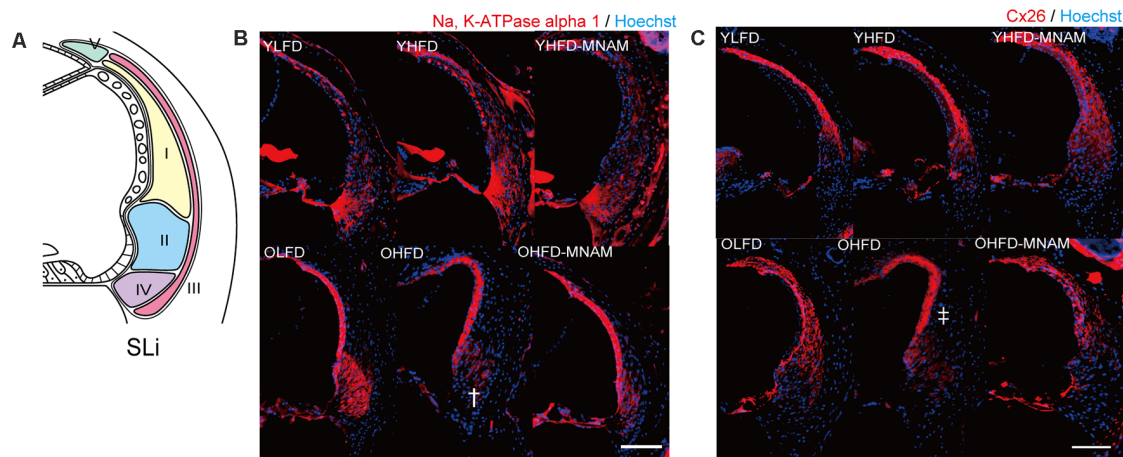 A
V
I
II
IV
III
SLi
B
Na, K-ATPase alpha 1 / Hoechst
YLFD
YHFD
YHFD-MNAM
OLFD
OHFD
OHFD-MNAM
†
C
Cx26 / Hoechst
YLFD
YHFD
YHFD-MNAM
OLFD
OHFD
OHFD-MNAM
‡